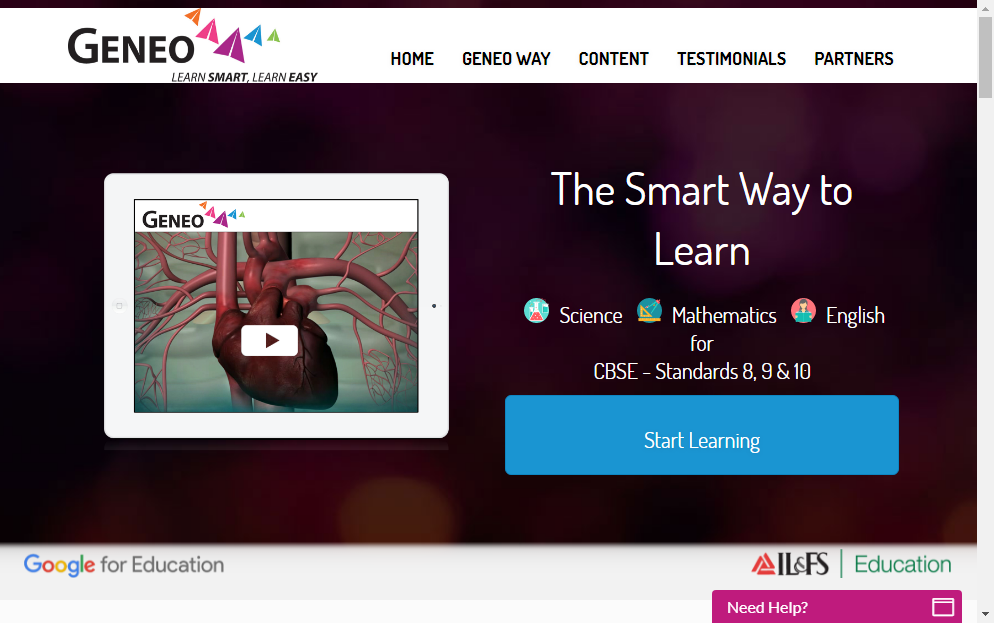 GENEO
LEARN SMART, LEARN EASY
HOME GENEO WAY CONTENT TESTIMONIALS PARTNERS
GENEO
The Smart Way to
Learn
Science Mathematics English
for
CBSE - Standards 8, 9 & 10
Start Learning
Google for Education
IL&FS Education
Need Help?